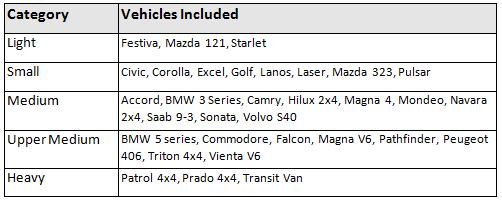 Category Vehicles Included
Light Festiva, Mazda 121, Starlet
Small Civic, Corolla, Excel, Golf, Lanos, Laser, Mazda 323, Pulsar
Medium Accord, BMW 3 Series, Camry, Hilux 2x4, Magna 4, Mondeo, Navara
2x4, Saab 9-3, Sonata, Volvo S40
Upper Medium BMW 5 series, Commodore, Falcon, Magna V6, Pathfinder, Peugeot
406, Triton 4x4, Vienta V6
Heavy Patrol 4x4, Prado 4x4, Transit Van